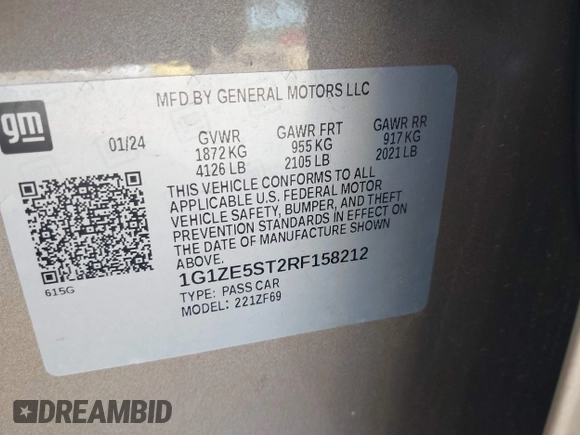 MFD BY GENERAL MOTORS LLC
gm
01/24 GVWR GAWR FRT GAWR RR
1872 KG 955 KG 917 KG
4126 LB 2105 LB 2021 LB
THIS VEHICLE CONFORMS TO ALL
APPLICABLE U.S. FEDERAL MOTOR
VEHICLE SAFETY, BUMPER, AND THEFT
PREVENTION STANDARDS IN EFFECT ON
THE DATE OF MANUFACTURE SHOWN
ABOVE.
1G1ZE5ST2RF158212
615G
TYPE: PASS CAR
MODEL: 221ZF69
DREAMBID